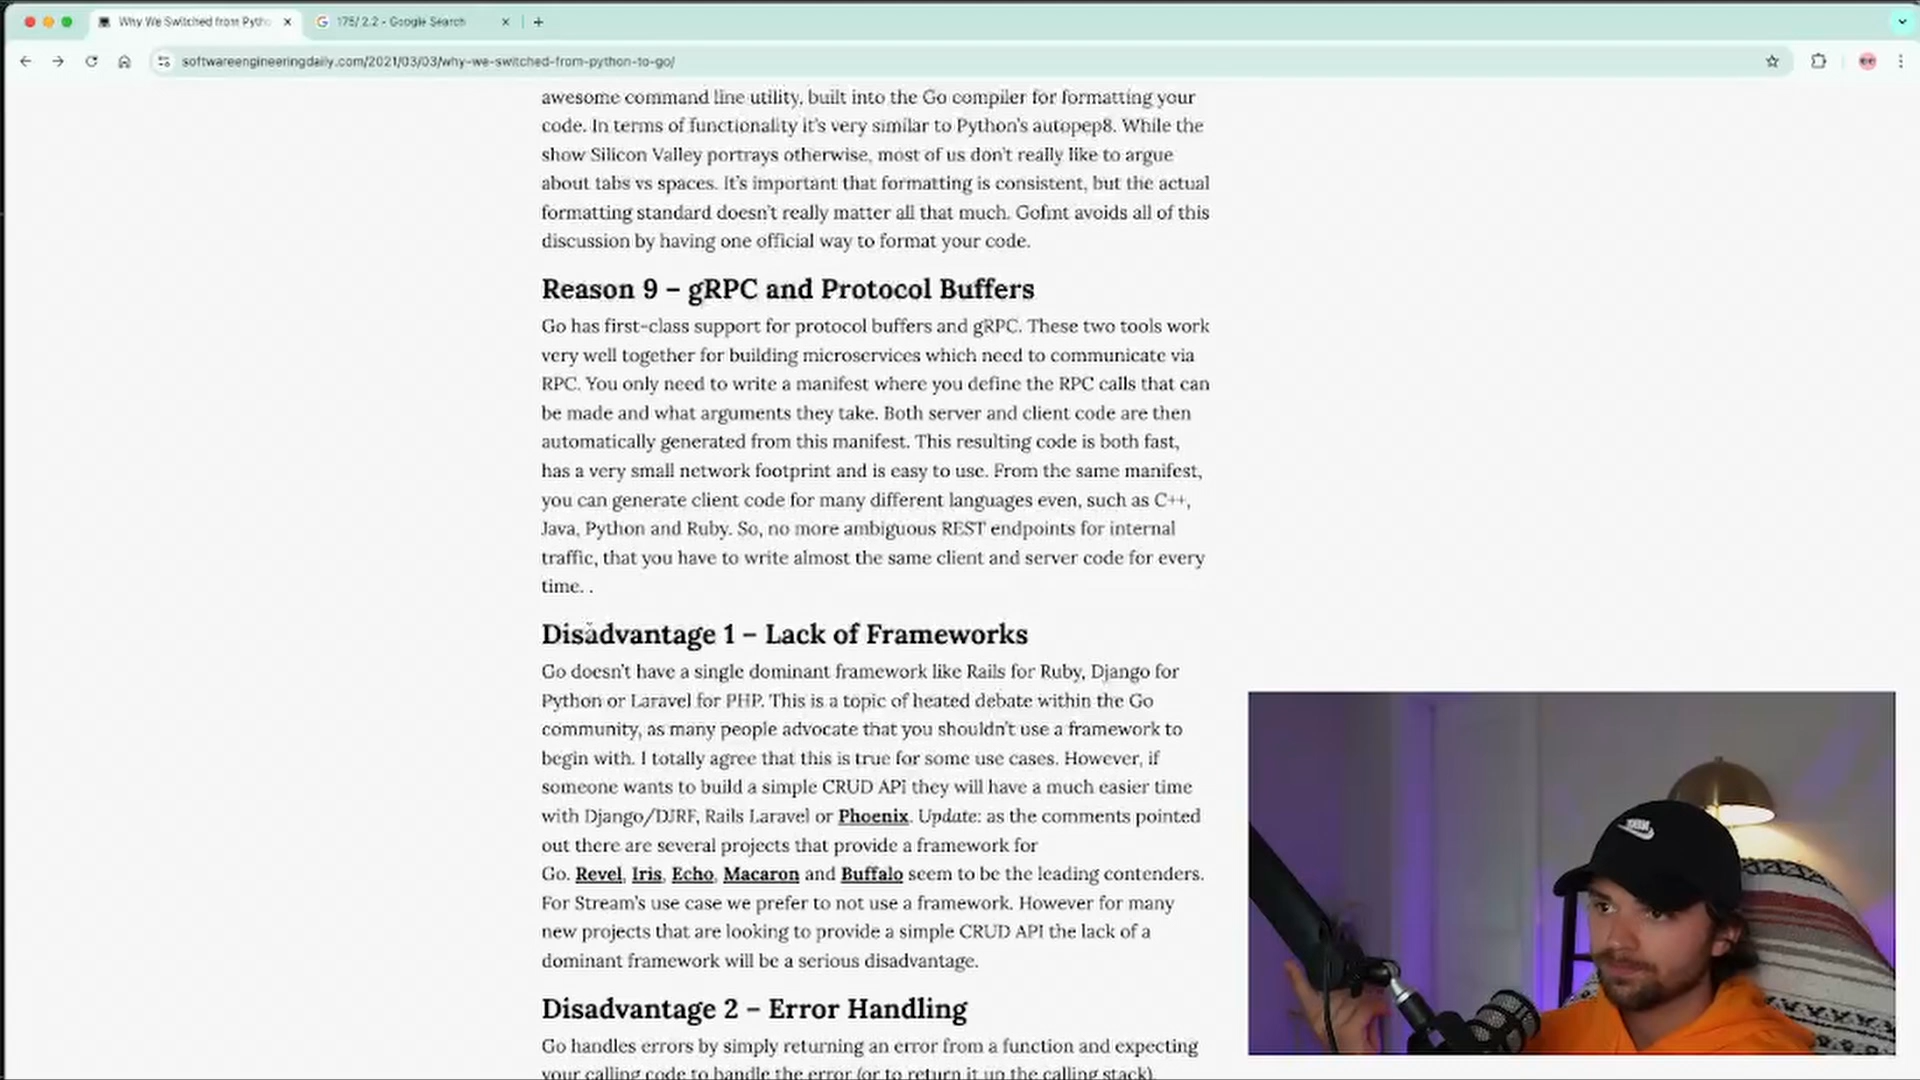 Why We Switched from Pytho
175/ 2.2 - Google Search
softwareengineeringdaily.com/2021/03/03/why-we-switched-from-python-to-go/
awesome command line utility, built into the Go compiler for formatting your
code. In terms of functionality it's very similar to Python's autopep8. While the
show Silicon Valley portrays otherwise, most of us don't really like to argue
about tabs vs spaces. It's important that formatting is consistent, but the actual
formatting standard doesn't really matter all that much. Gofmt avoids all of this
discussion by having one official way to format your code.
Reason 9 – gRPC and Protocol Buffers
Go has first-class support for protocol buffers and gRPC. These two tools work
very well together for building microservices which need to communicate via
RPC. You only need to write a manifest where you define the RPC calls that can
be made and what arguments they take. Both server and client code are then
automatically generated from this manifest. This resulting code is both fast,
has a very small network footprint and is easy to use. From the same manifest,
you can generate client code for many different languages even, such as C++,
Java, Python and Ruby. So, no more ambiguous REST endpoints for internal
traffic, that you have to write almost the same client and server code for every
time. .
Disadvantage 1 – Lack of Frameworks
Go doesn't have a single dominant framework like Rails for Ruby, Django for
Python or Laravel for PHP. This is a topic of heated debate within the Go
community, as many people advocate that you shouldn't use a framework to
begin with. I totally agree that this is true for some use cases. However, if
someone wants to build a simple CRUD API they will have a much easier time
with Django/DJRF, Rails Laravel or Phoenix. Update: as the comments pointed
out there are several projects that provide a framework for
Go. Revel, Iris, Echo, Macaron and Buffalo seem to be the leading contenders.
For Stream's use case we prefer to not use a framework. However for many
new projects that are looking to provide a simple CRUD API the lack of a
dominant framework will be a serious disadvantage.
Disadvantage 2 – Error Handling
Go handles errors by simply returning an error from a function and expecting
your calling code to handle the error (or to return it up the calling stack).